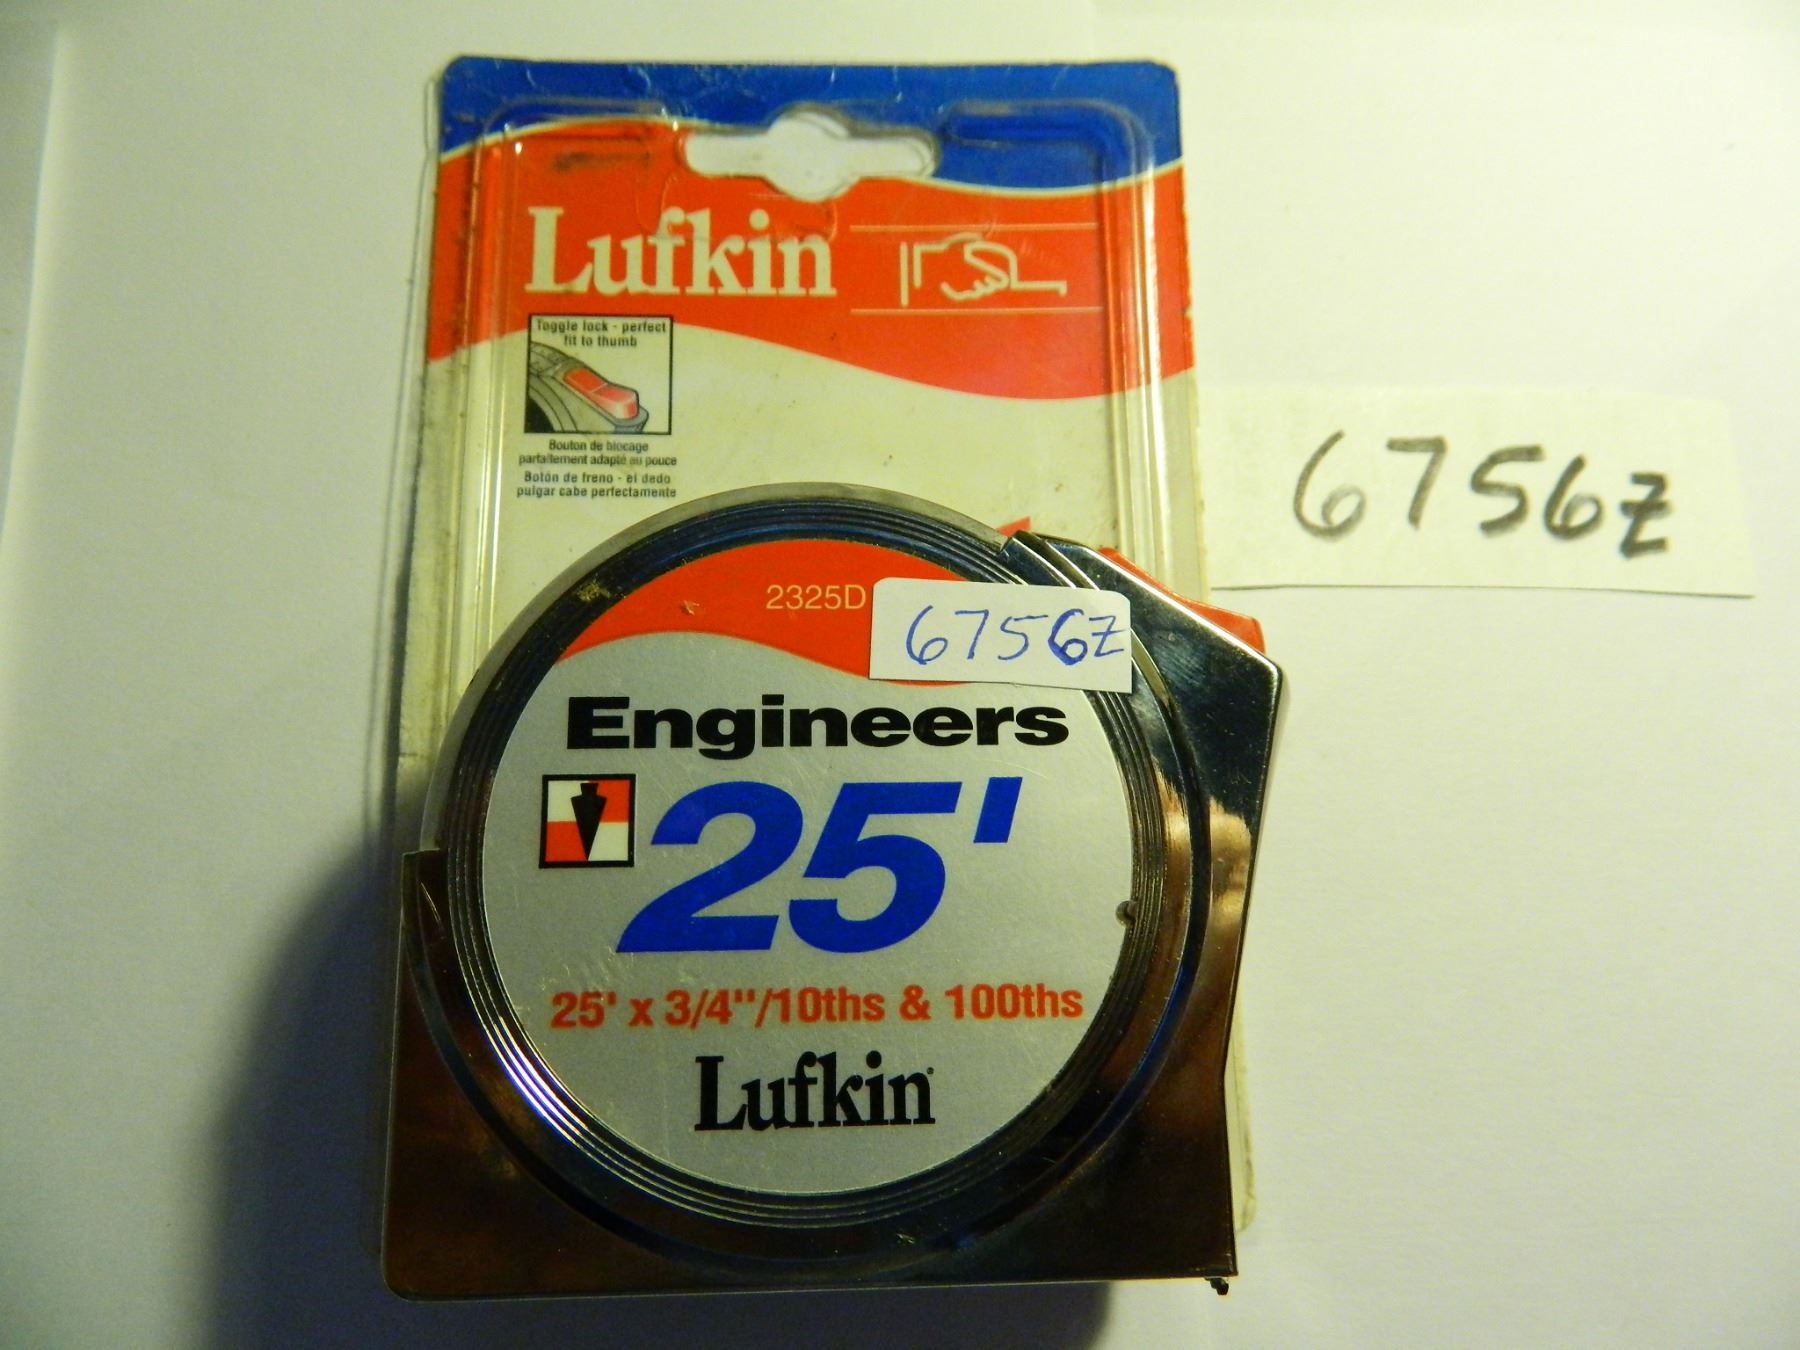 Lufkin
Toggle lock - perfect
fit to thumb
Bouton de blocage
parfaitement adapté au pouce
Botón de freno - el dedo
pulgar cabe perfectamente
6756z
2325D
6756z
Engineers
25'
25' x 3/4"/10ths & 100ths
Lufkin